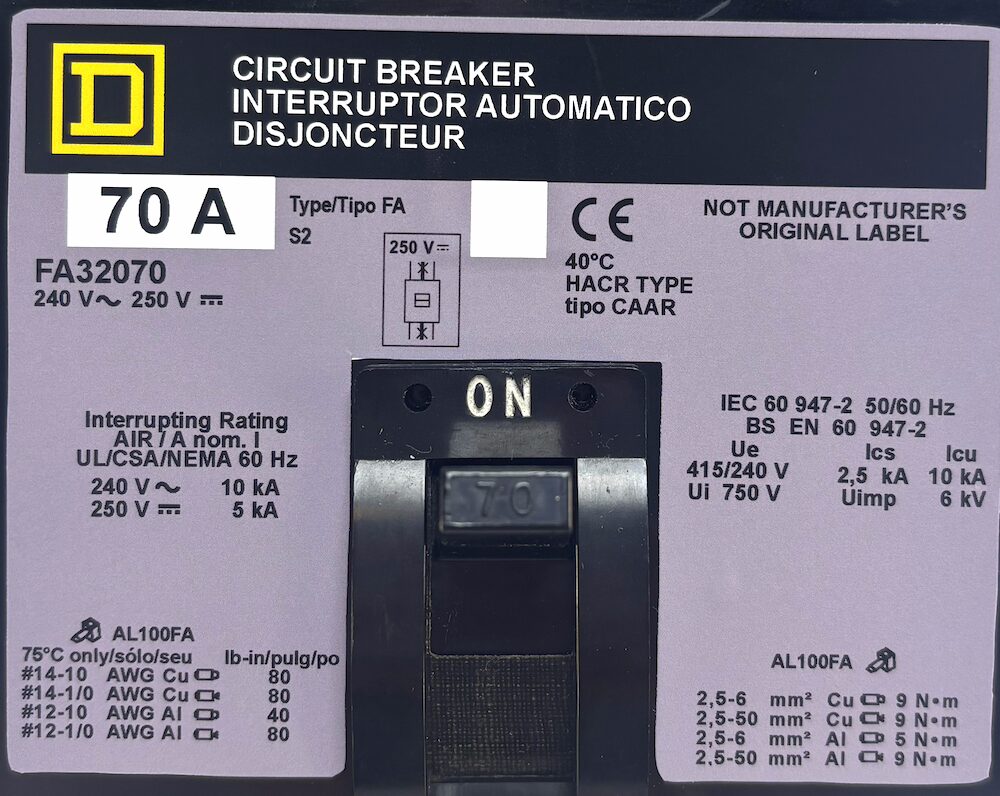 D
CIRCUIT BREAKER
INTERRUPTOR AUTOMATICO
DISJONCTEUR
70 A
Type/Tipo FA
S2
FA32070
240 V~ 250 V ⎓
250 V⎓
CE
40°C
HACR TYPE
tipo CAAR
NOT MANUFACTURER'S
ORIGINAL LABEL
ON
70
Interrupting Rating
AIR / A nom. I
UL/CSA/NEMA 60 Hz
240 V~ 10 kA
250 V ⎓ 5 kA
IEC 60 947-2 50/60 Hz
BS EN 60 947-2
Ue Ics Icu
415/240 V 2,5 kA 10 kA
Ui 750 V Uimp 6 kV
AL100FA
75°C only/sólo/seu lb-in/pulg/po
#14-10 AWG Cu 80
#14-1/0 AWG Cu 80
#12-10 AWG Al 40
#12-1/0 AWG Al 80
AL100FA
2,5-6 mm² Cu 9 N•m
2,5-50 mm² Cu 9 N•m
2,5-6 mm² Al 5 N•m
2,5-50 mm² Al 9 N•m